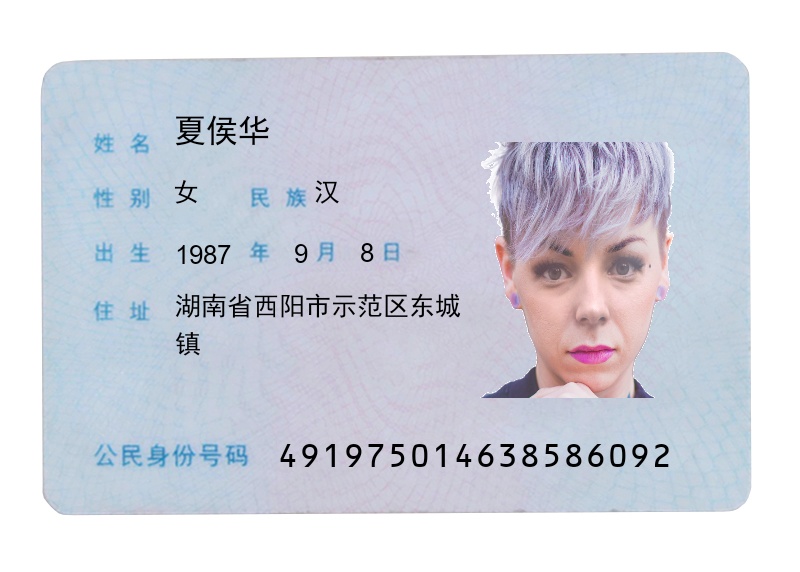 姓名 夏侯华
性别 女 民族 汉
出生 1987 年 9 月 8 日
住址 湖南省西阳市示范区东城
镇
公民身份号码 491975014638586092